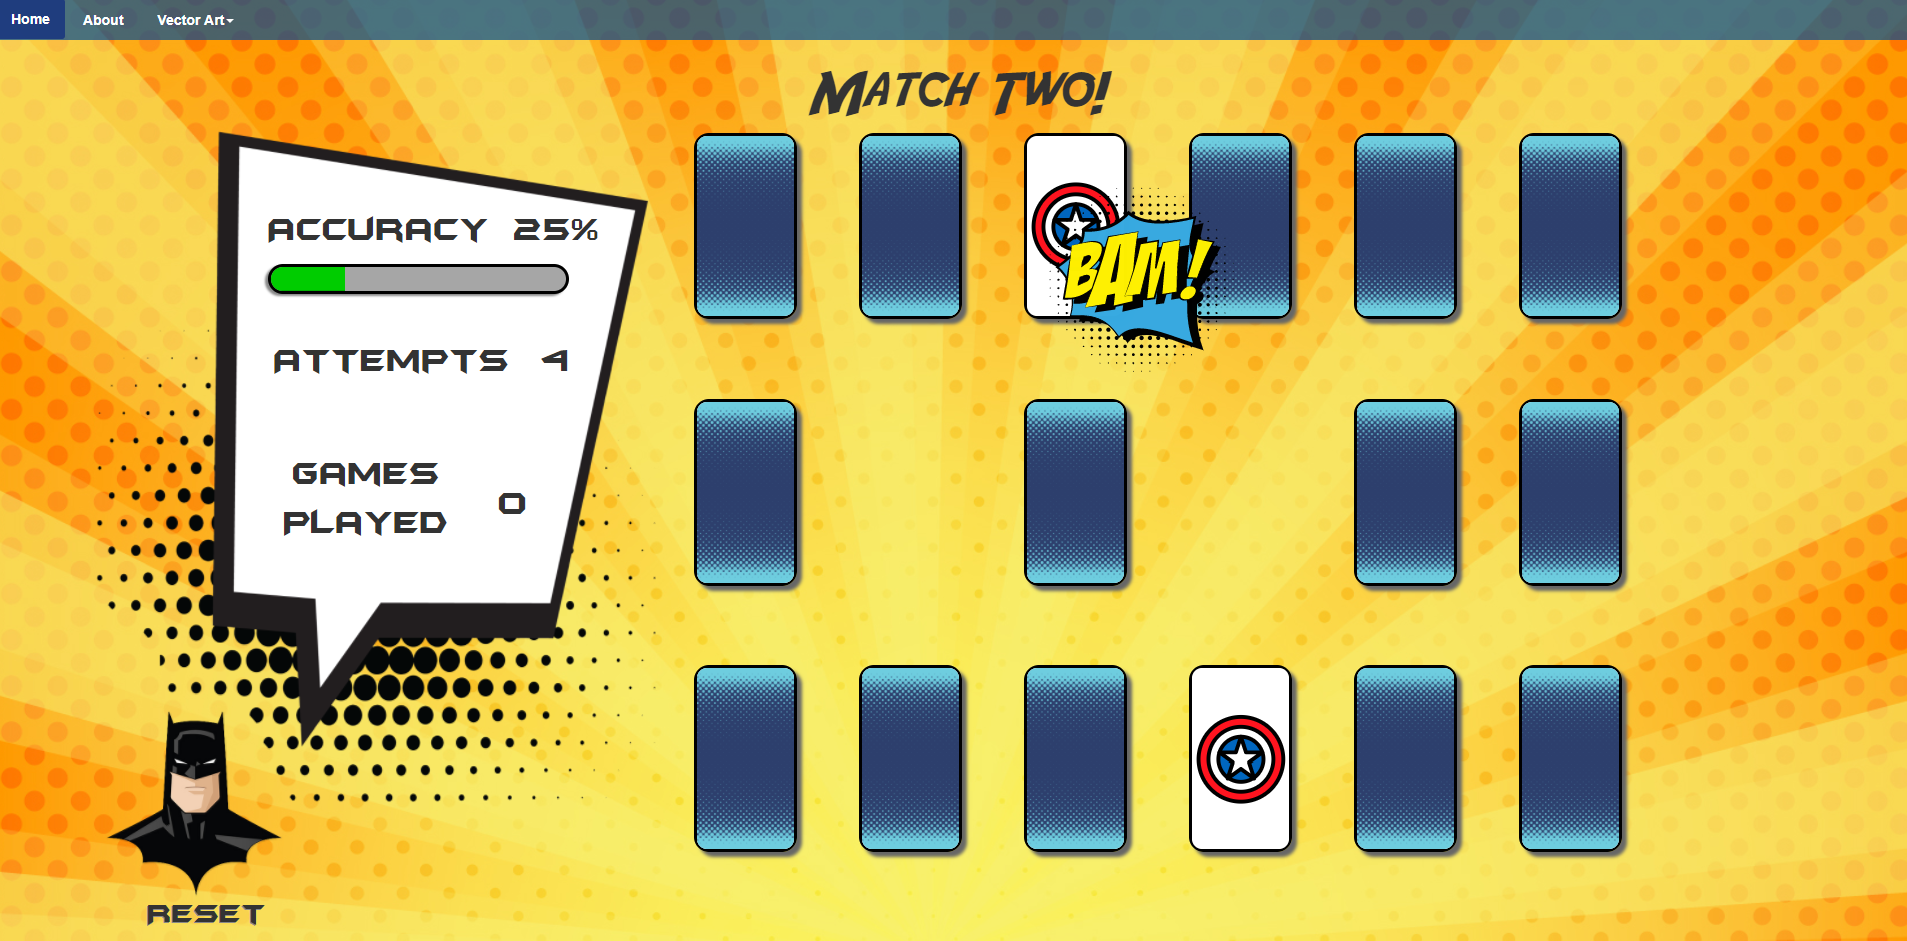 Home About Vector Art
Match Two!
ACCURACY 25%
BAM!
ATTEMPTS 4
GAMES
PLAYED 0
RESET